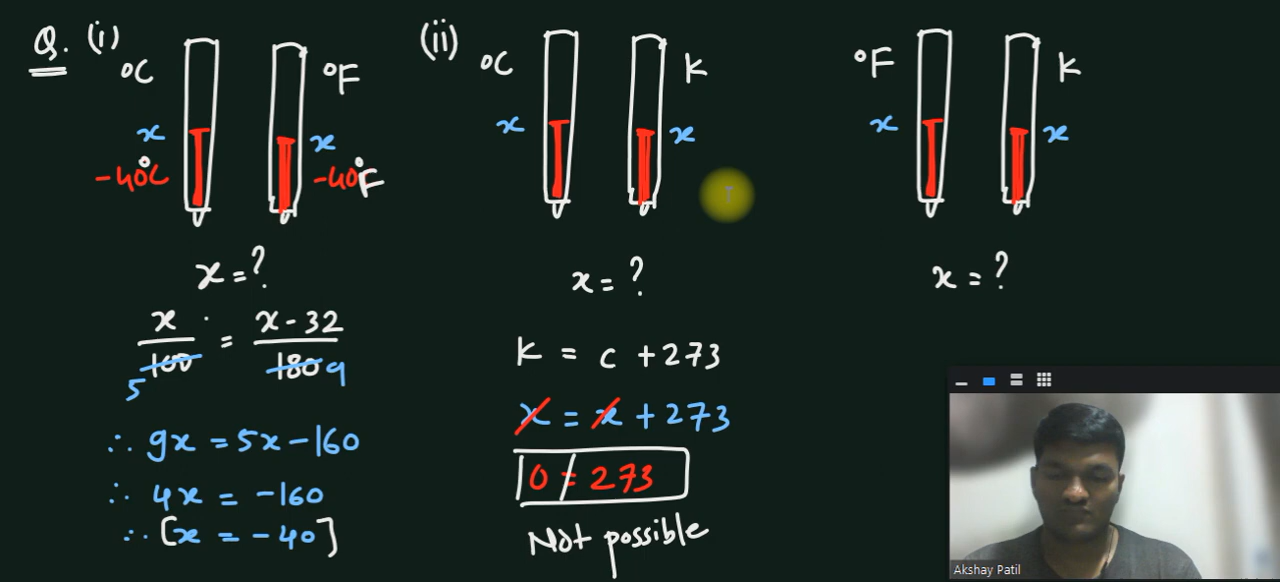 Q. (i)
°C
°F
x
x
-40°C
-40°F
x = ?
x/100 = (x - 32)/180
5
9
∴ 9x = 5x - 160
∴ 4x = -160
∴ [x = -40]
(ii)
°C
K
x
x
x = ?
K = C + 273
x = x + 273
0 ≠ 273
Not possible
°F
K
x
x
x = ?
Akshay Patil